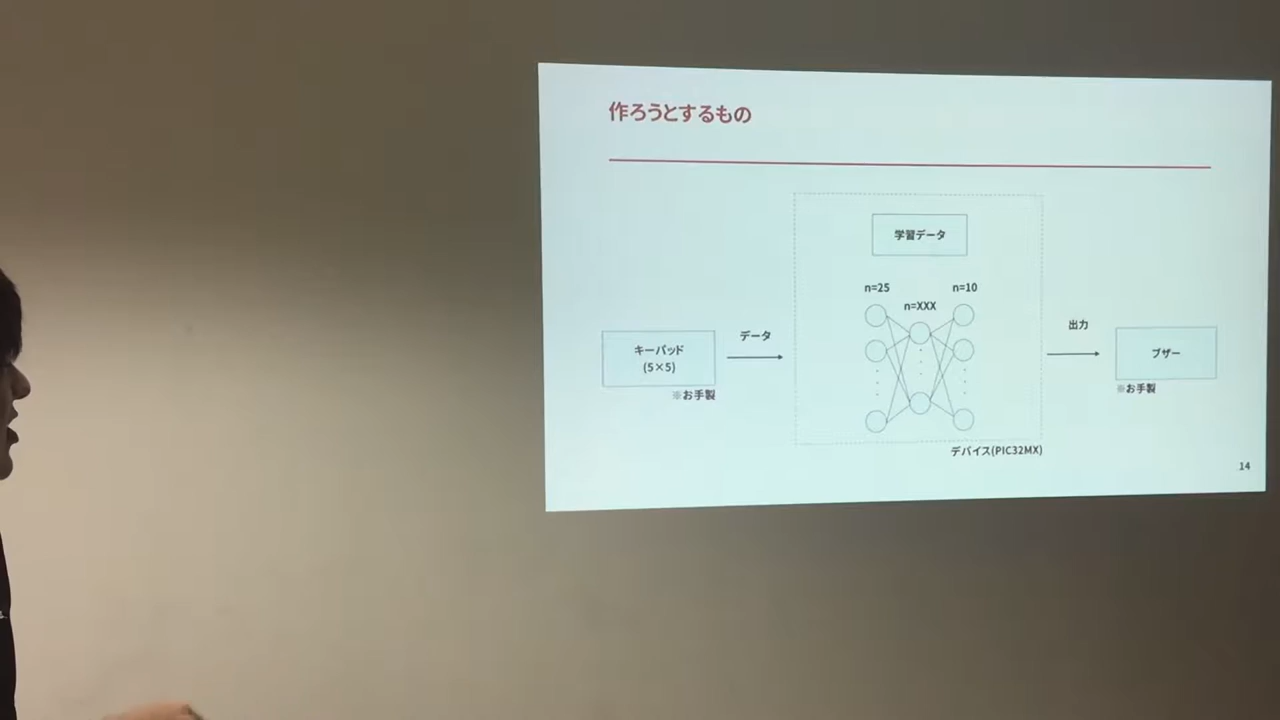 作ろうとするもの
学習データ
n=25
n=10
n=XXX
キーパッド
(5×5)
※お手製
データ
出力
ブザー
※お手製
デバイス(PIC32MX)
14